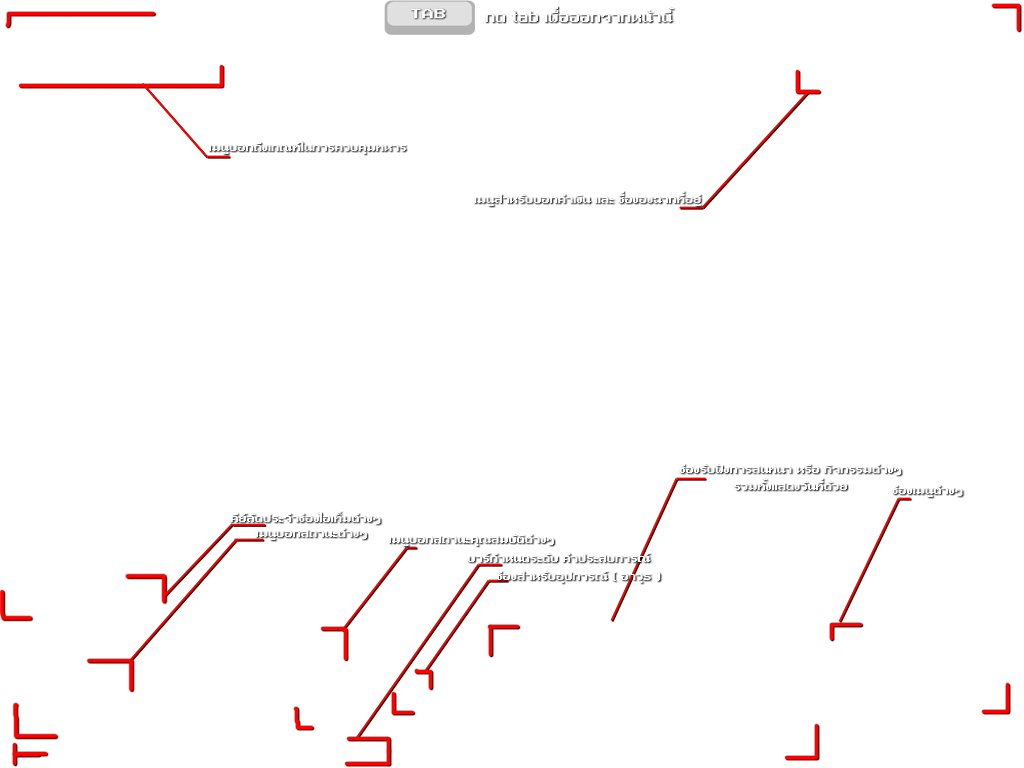 TAB กด tab เพื่อออกจากหน้านี้
เมนูบอกถึงเกณฑ์ในการควบคุมทหาร
เมนูสำหรับบอกค่าเงิน และ ชื่อของฉากที่อยู่
ช่องรับฝังการสนทนา หรือ กิจกรรมต่างๆ
รวมทั้งแสดงวันที่ด้วย
ช่องเมนูต่างๆ
คีย์ลัดประจำช่องไอเท็มต่างๆ
เมนูบอกสถานะต่างๆ
เมนูบอกสถานะคุณสมบัติต่างๆ
บาร์กำหนดระดับ ค่าประสบการณ์
ช่องสำหรับอุปการณ์ ( อาวุธ )